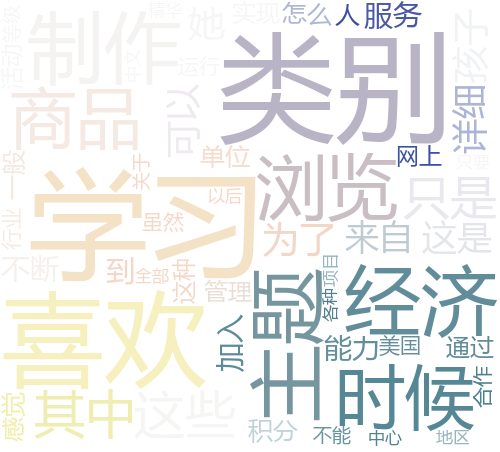 制作
活动
等级
精华
中文
她
实现
运行
怎么
人
服务
孩子
类别
商品
可以
详细
网上
单位
关于
一般
以后
学习
浏览
只是
行业
虽然
为了
来自
这是
不断
到
全部
这种
管理
主题
各种
项目
经济
喜欢
加入
能力
美国
通过
时候
合作
感觉
其中
这些
积分
不能
中心
地区